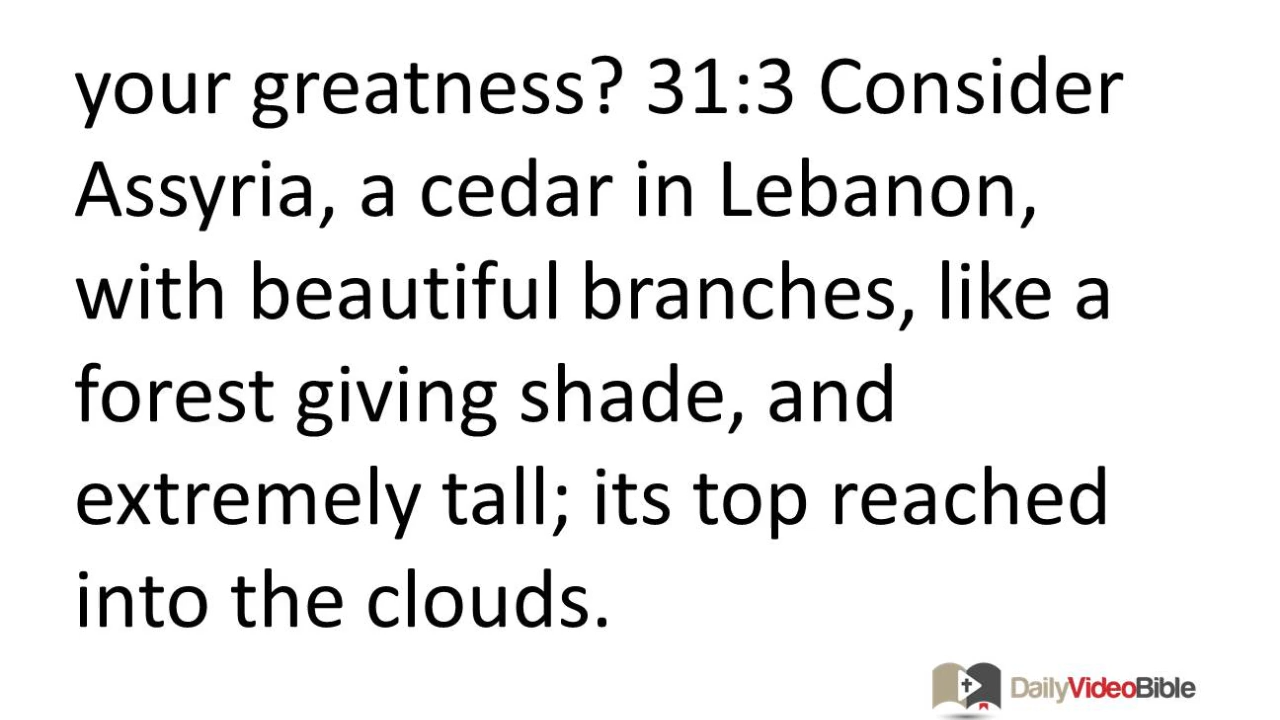 your greatness? 31:3 Consider
Assyria, a cedar in Lebanon,
with beautiful branches, like a
forest giving shade, and
extremely tall; its top reached
into the clouds.
DailyVideoBible